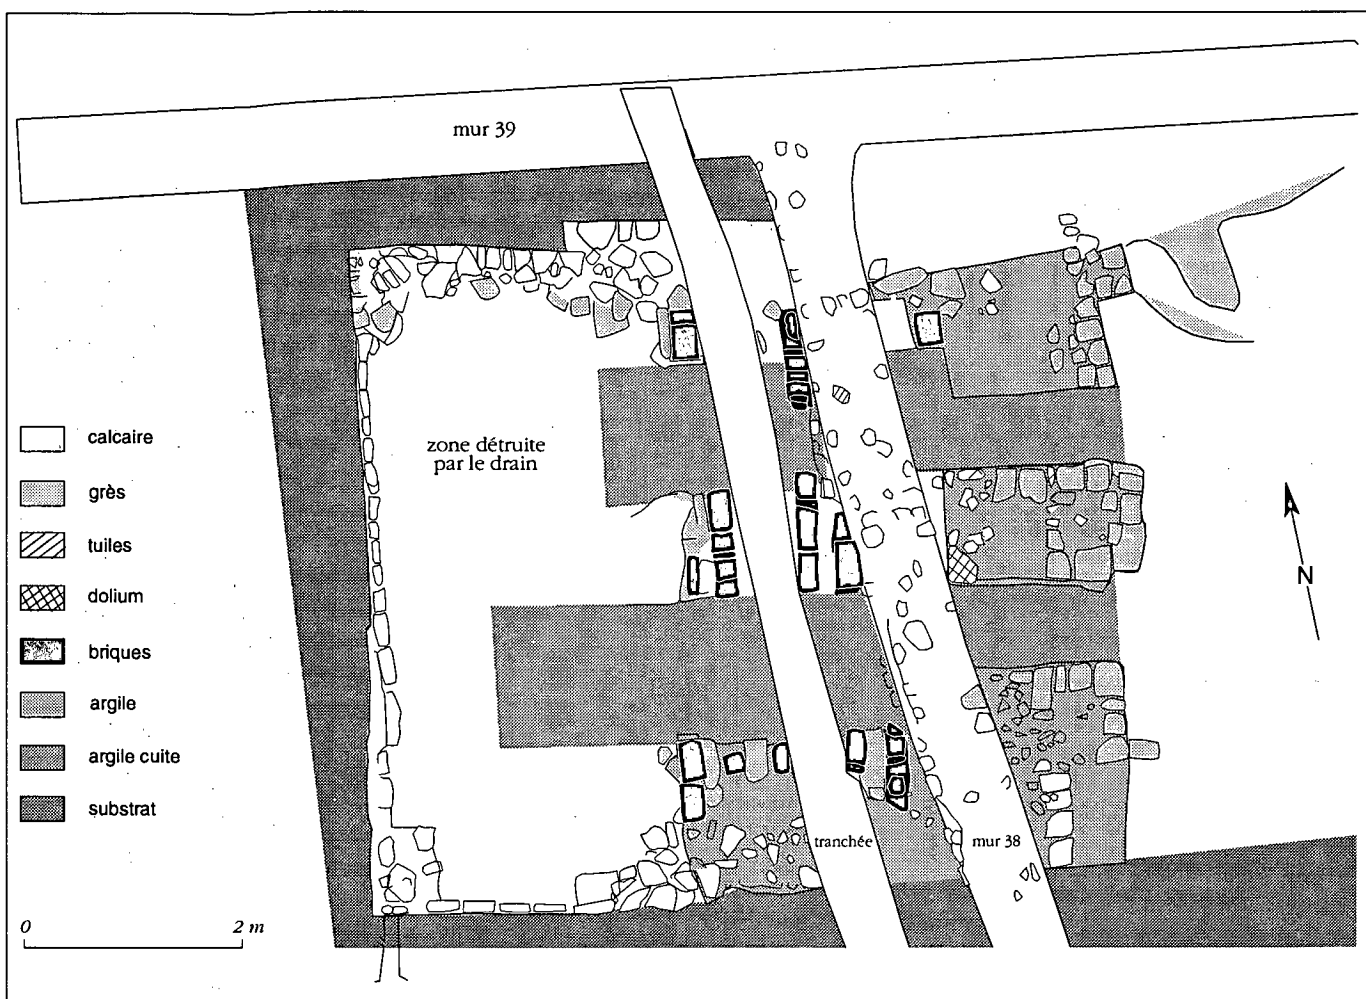 mur 39
zone détruite
par le drain
calcaire
grès
tuiles
dolium
briques
argile
argile cuite
substrat
N
tranchée
mur 38
0 2 m